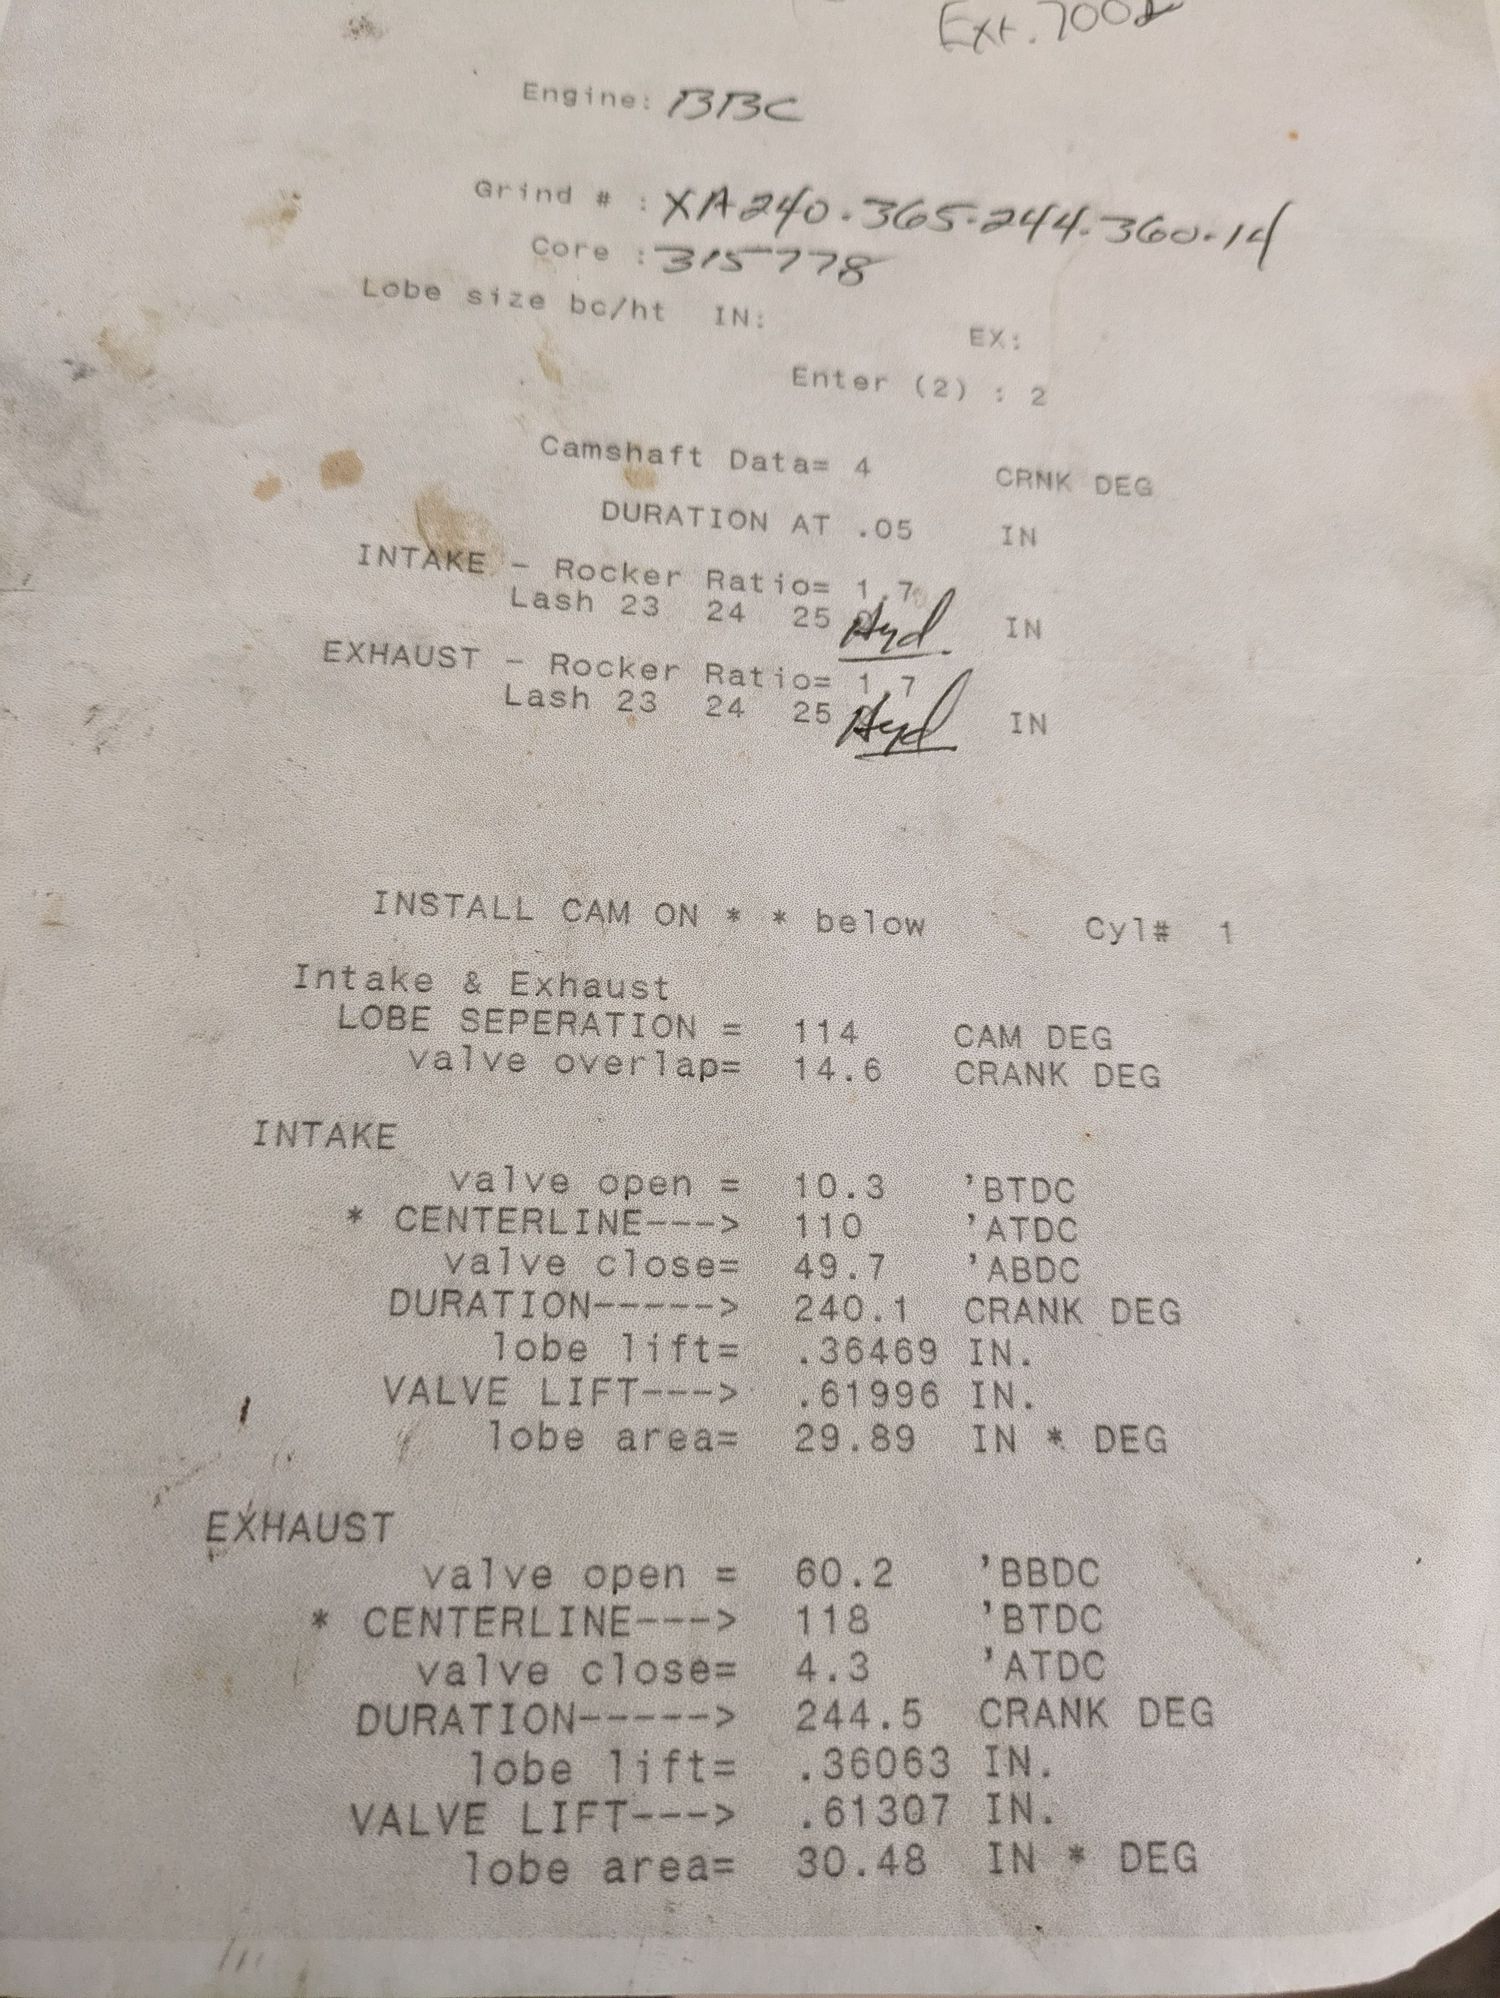 Ext. 7008
Engine: BBC
Grind # : XA240.365.244.360.14
Core : 315778
Lobe size bc/ht IN: EX:
Enter (2) : 2
Camshaft Data= 4 CRNK DEG
DURATION AT .05 IN
INTAKE - Rocker Ratio= 1.7
Lash 23 24 25 Hyd. IN
EXHAUST - Rocker Ratio= 1.7
Lash 23 24 25 Hyd IN
INSTALL CAM ON * * below Cyl# 1
Intake & Exhaust
LOBE SEPERATION = 114 CAM DEG
valve overlap= 14.6 CRANK DEG
INTAKE
valve open = 10.3 'BTDC
* CENTERLINE---> 110 'ATDC
valve close= 49.7 'ABDC
DURATION-----> 240.1 CRANK DEG
lobe lift= .36469 IN.
VALVE LIFT---> .61996 IN.
lobe area= 29.89 IN * DEG
EXHAUST
valve open = 60.2 'BBDC
* CENTERLINE---> 118 'BTDC
valve close= 4.3 'ATDC
DURATION-----> 244.5 CRANK DEG
lobe lift= .36063 IN.
VALVE LIFT---> .61307 IN.
lobe area= 30.48 IN * DEG